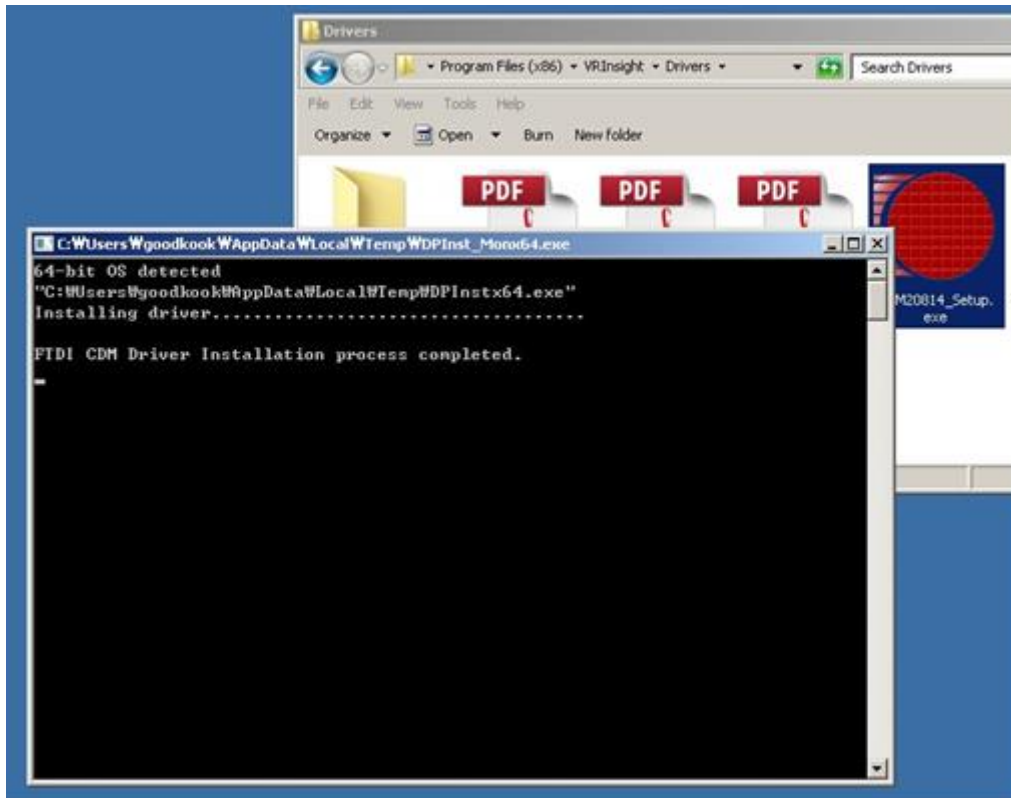 Drivers
Program Files (x86) VRInsight Drivers
Search Drivers
File Edit View Tools Help
Organize Open Burn New folder
PDF PDF PDF
M20814_Setup.
exe
C:₩Users₩goodkook₩AppData₩Local₩Temp₩DPInst_Monx64.exe
64-bit OS detected
"C:₩Users₩goodkook₩AppData₩Local₩Temp₩DPInstx64.exe"
Installing driver.....................................
FTDI CDM Driver Installation process completed.